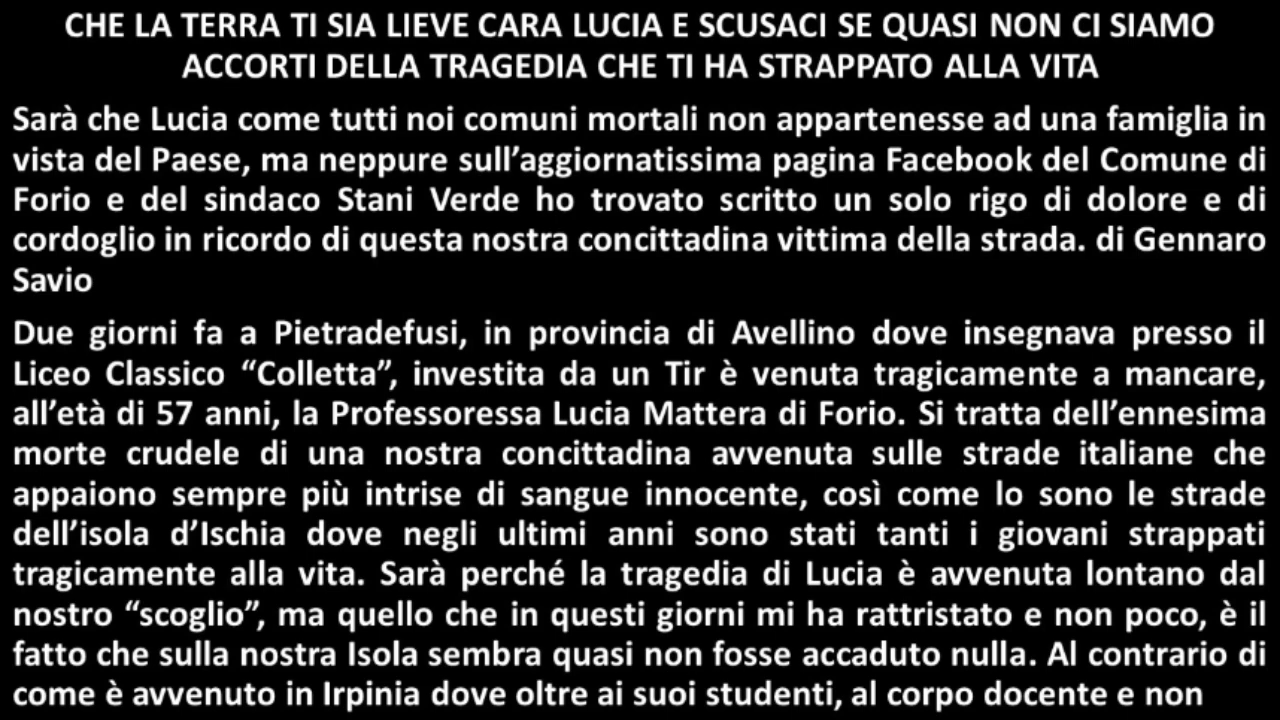 CHE LA TERRA TI SIA LIEVE CARA LUCIA E SCUSACI SE QUASI NON CI SIAMO
ACCORTI DELLA TRAGEDIA CHE TI HA STRAPPATO ALLA VITA
Sarà che Lucia come tutti noi comuni mortali non appartenesse ad una famiglia in
vista del Paese, ma neppure sull’aggiornatissima pagina Facebook del Comune di
Forio e del sindaco Stani Verde ho trovato scritto un solo rigo di dolore e di
cordoglio in ricordo di questa nostra concittadina vittima della strada. di Gennaro
Savio
Due giorni fa a Pietradefusi, in provincia di Avellino dove insegnava presso il
Liceo Classico “Colletta”, investita da un Tir è venuta tragicamente a mancare,
all’età di 57 anni, la Professoressa Lucia Mattera di Forio. Si tratta dell’ennesima
morte crudele di una nostra concittadina avvenuta sulle strade italiane che
appaiono sempre più intrise di sangue innocente, così come lo sono le strade
dell’isola d’Ischia dove negli ultimi anni sono stati tanti i giovani strappati
tragicamente alla vita. Sarà perché la tragedia di Lucia è avvenuta lontano dal
nostro “scoglio”, ma quello che in questi giorni mi ha rattristato e non poco, è il
fatto che sulla nostra Isola sembra quasi non fosse accaduto nulla. Al contrario di
come è avvenuto in Irpinia dove oltre ai suoi studenti, al corpo docente e non